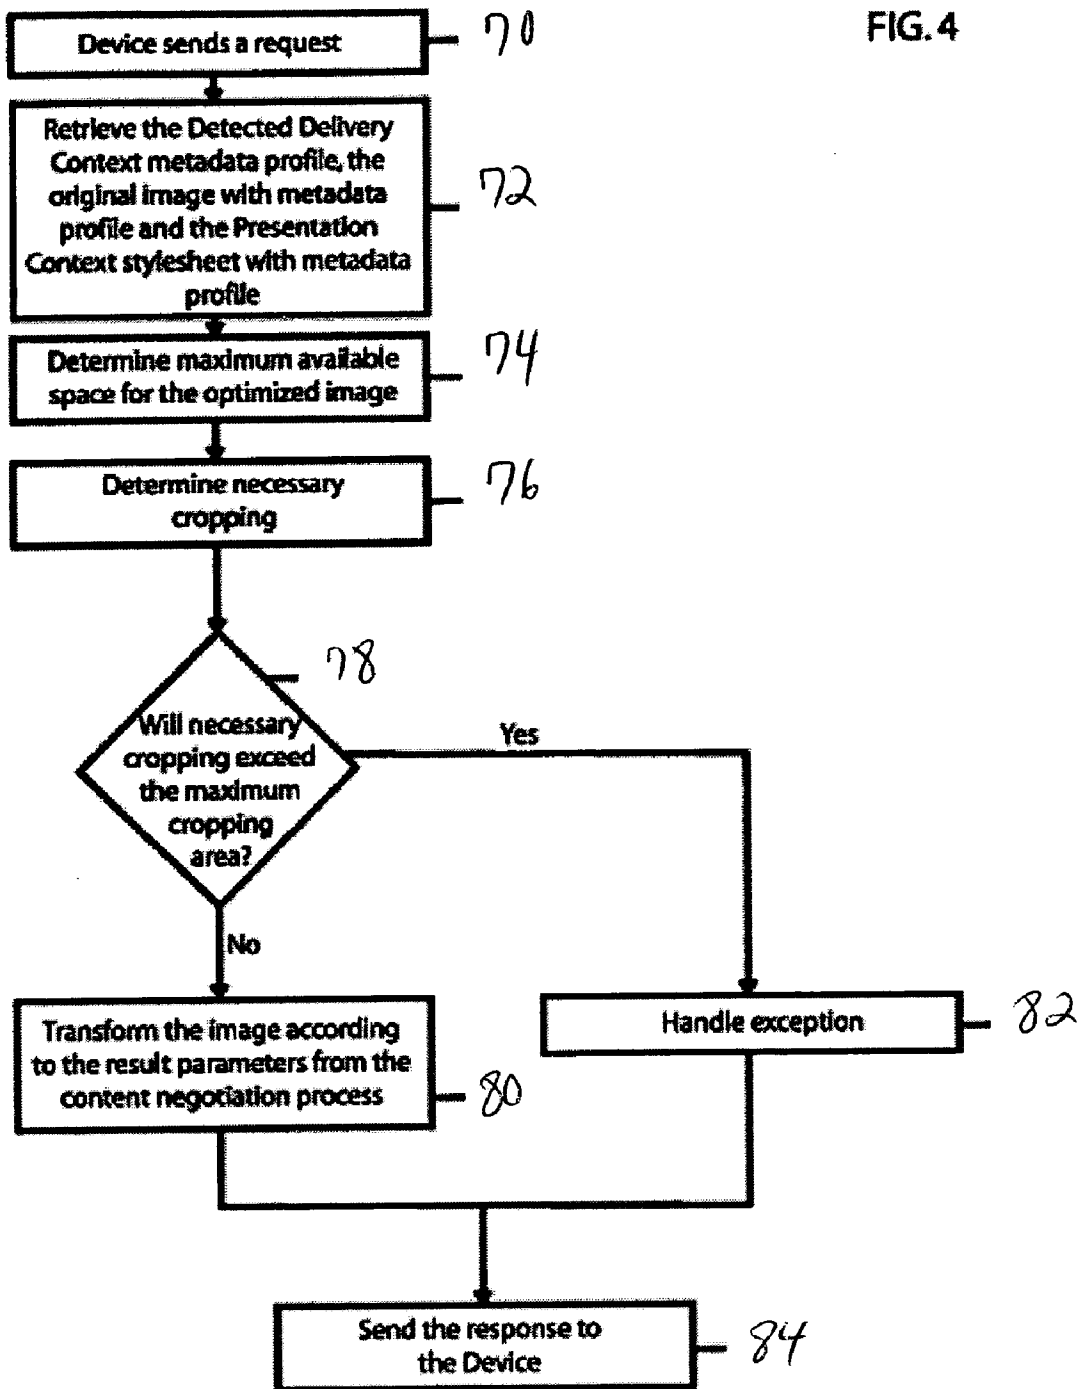 FIG. 4
Device sends a request
70
Retrieve the Detected Delivery
Context metadata profile, the
original image with metadata
profile and the Presentation
Context stylesheet with metadata
profile
72
Determine maximum available
space for the optimized image
74
Determine necessary
cropping
76
78
Will necessary
cropping exceed
the maximum
cropping
area?
Yes
No
Transform the image according
to the result parameters from the
content negotiation process
80
Handle exception
82
Send the response to
the Device
84